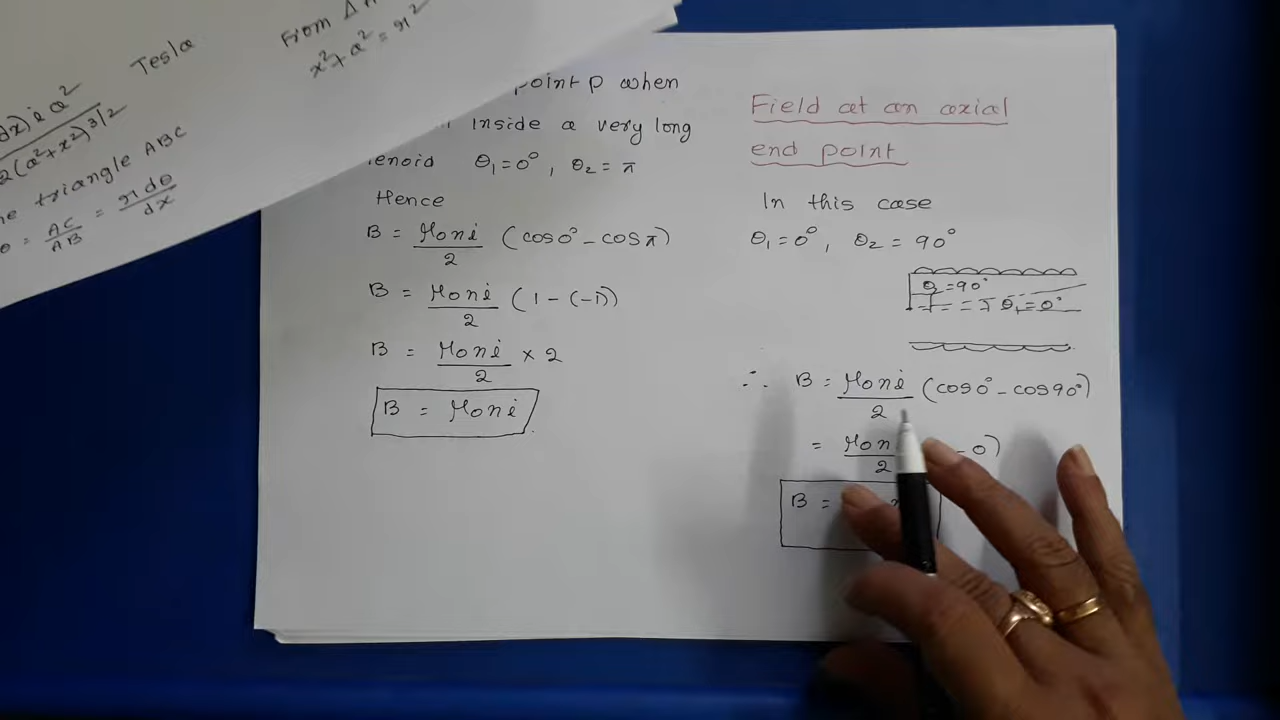 Tesla
From Δ
x² + a² = r²
dx) i a²
2(a² + x²)^3/2
triangle ABC
θ = AC/AB = r dθ/dx
point P when
inside a very long
θ₁ = 0°, θ₂ = π
Hence
B = μ₀ni/2 (cos0° - cosπ)
B = μ₀ni/2 (1 - (-1))
B = μ₀ni/2 × 2
B = μ₀ni
Field at an axial
end point
In this case
θ₁ = 0°, θ₂ = 90°
θ₂ = 90°
θ₁ = 0°
∴ B = μ₀ni/2 (cos0° - cos90°)
= μ₀n /2 - 0)
B =